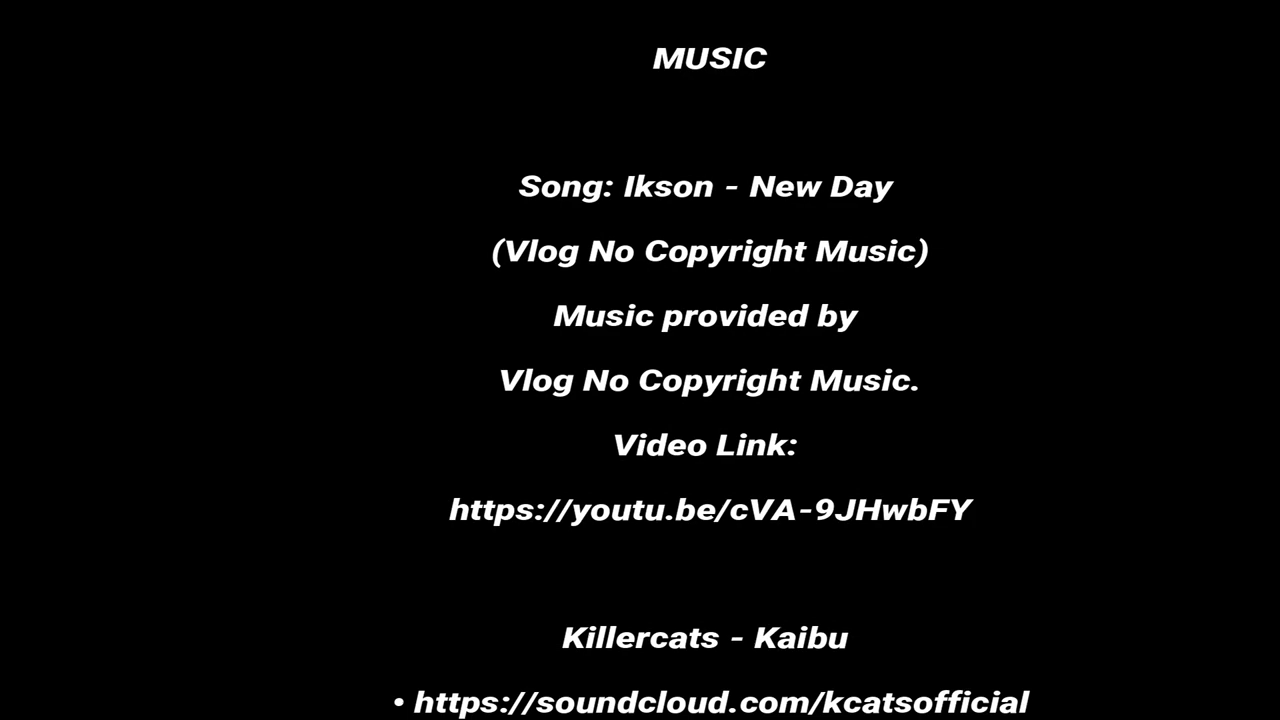 MUSIC
Song: Ikson - New Day
(Vlog No Copyright Music)
Music provided by
Vlog No Copyright Music.
Video Link:
https://youtu.be/cVA-9JHwbFY
Killercats - Kaibu
• https://soundcloud.com/kcatsofficial